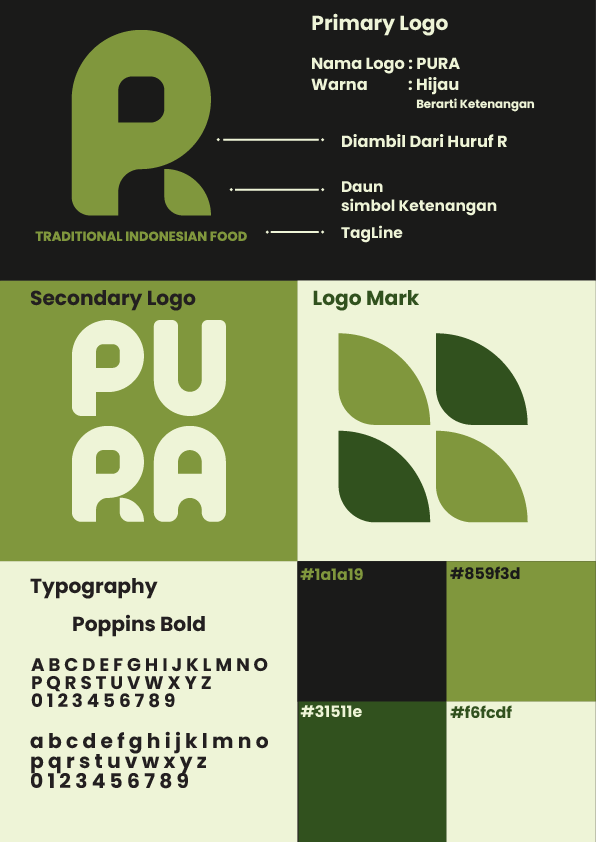 Primary Logo
Nama Logo : PURA
Warna : Hijau
Berarti Ketenangan
Diambil Dari Huruf R
Daun
simbol Ketenangan
TagLine
R
TRADITIONAL INDONESIAN FOOD
Secondary Logo
PU
RA
Logo Mark
Typography
Poppins Bold
A B C D E F G H I J K L M N O
P Q R S T U V W X Y Z
0 1 2 3 4 5 6 7 8 9
a b c d e f g h i j k l m n o
p q r s t u v w x y z
0 1 2 3 4 5 6 7 8 9
#1a1a19
#859f3d
#31511e
#f6fcdf